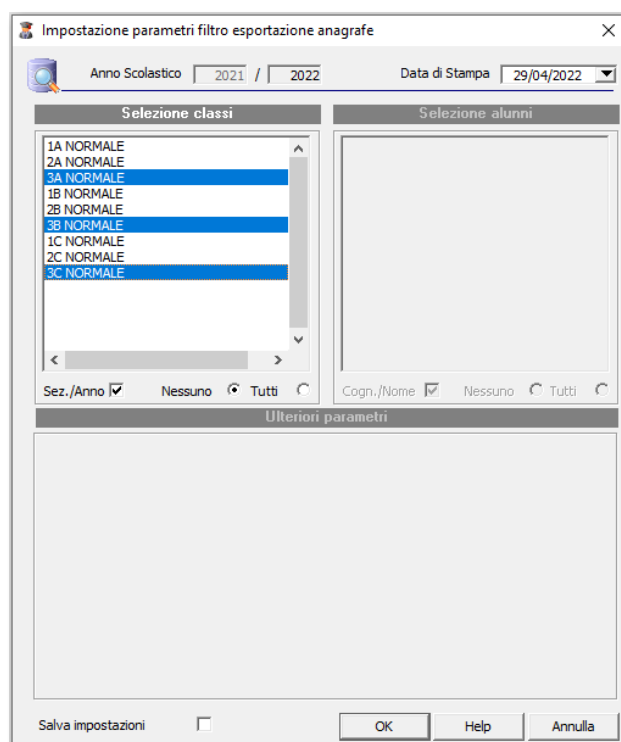 Impostazione parametri filtro esportazione anagrafe
Anno Scolastico 2021 / 2022 Data di Stampa 29/04/2022
Selezione classi
1A NORMALE
2A NORMALE
3A NORMALE
1B NORMALE
2B NORMALE
3B NORMALE
1C NORMALE
2C NORMALE
3C NORMALE
Sez./Anno Nessuno Tutti
Selezione alunni
Cogn./Nome Nessuno Tutti
Ulteriori parametri
Salva impostazioni OK Help Annulla